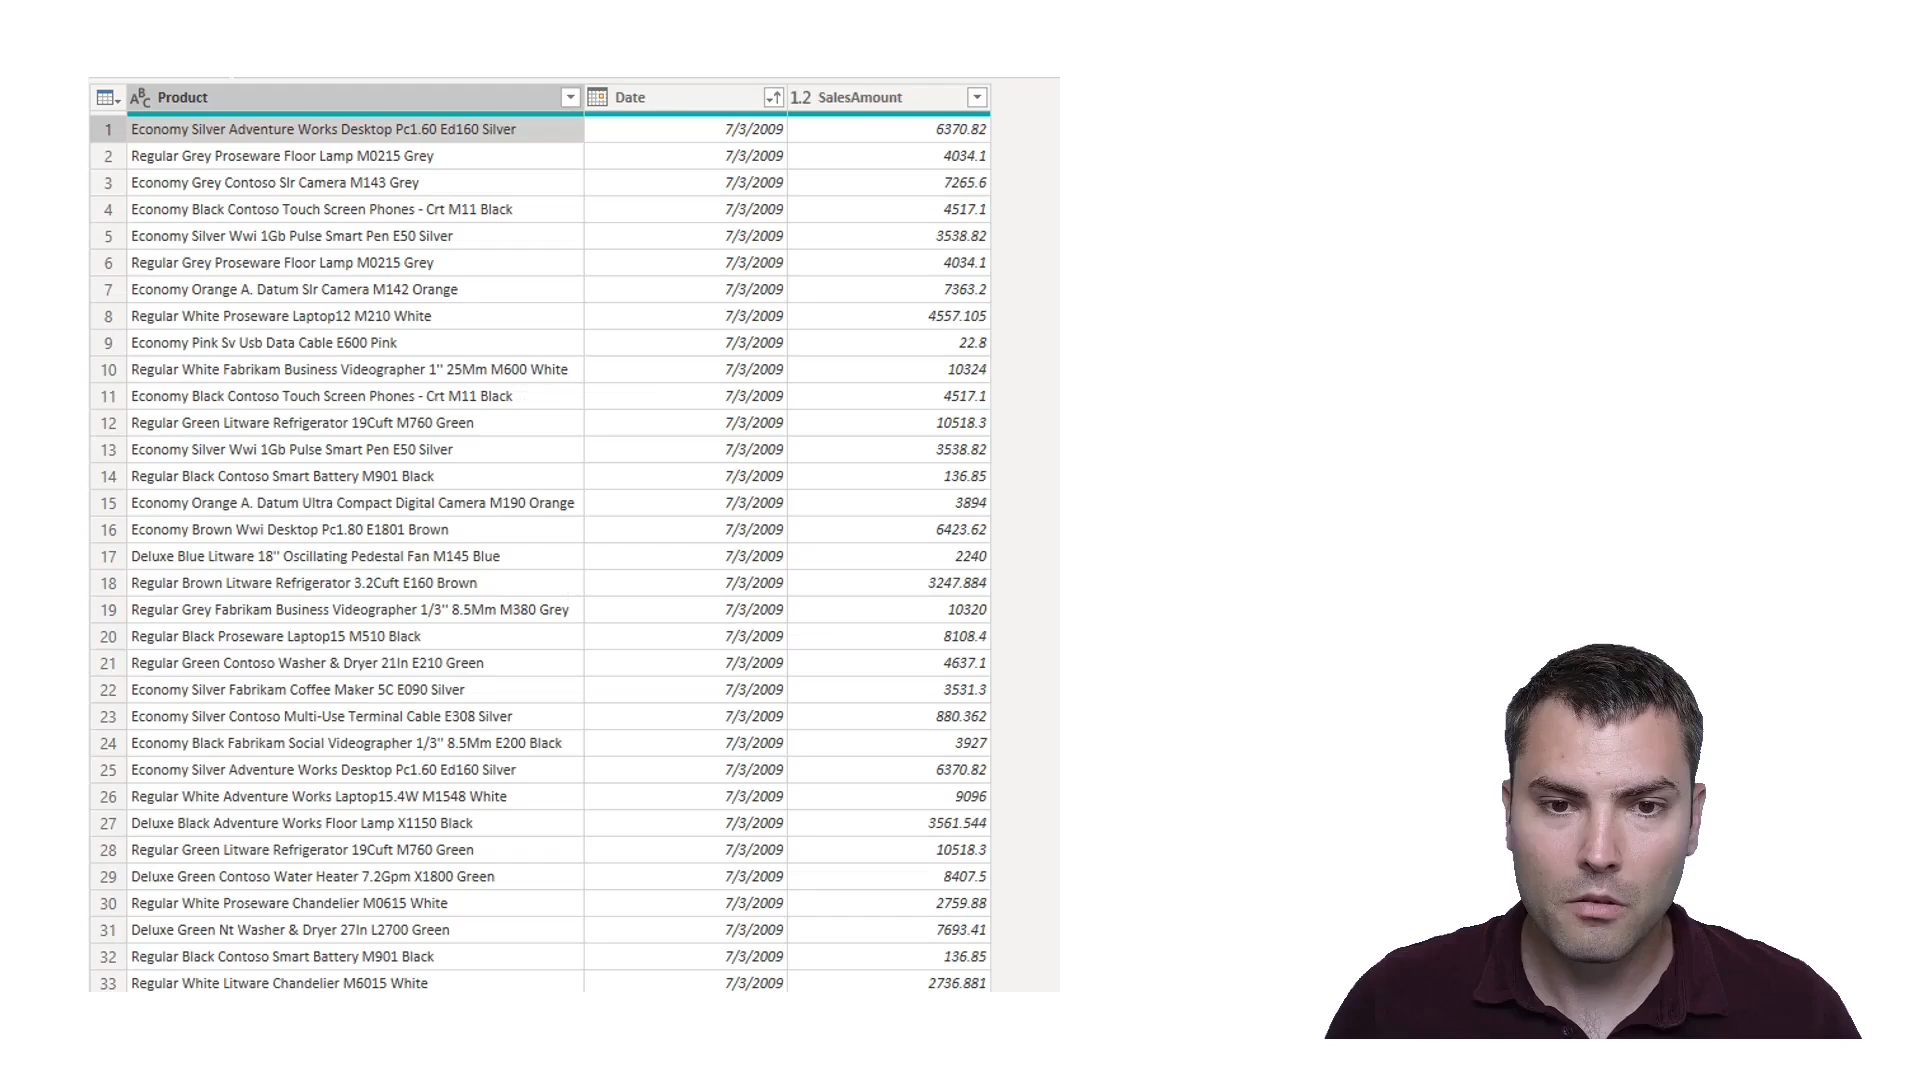 ABC Product Date 1.2 SalesAmount
1 Economy Silver Adventure Works Desktop Pc1.60 Ed160 Silver 7/3/2009 6370.82
2 Regular Grey Proseware Floor Lamp M0215 Grey 7/3/2009 4034.1
3 Economy Grey Contoso Slr Camera M143 Grey 7/3/2009 7265.6
4 Economy Black Contoso Touch Screen Phones - Crt M11 Black 7/3/2009 4517.1
5 Economy Silver Wwi 1Gb Pulse Smart Pen E50 Silver 7/3/2009 3538.82
6 Regular Grey Proseware Floor Lamp M0215 Grey 7/3/2009 4034.1
7 Economy Orange A. Datum Slr Camera M142 Orange 7/3/2009 7363.2
8 Regular White Proseware Laptop12 M210 White 7/3/2009 4557.105
9 Economy Pink Sv Usb Data Cable E600 Pink 7/3/2009 22.8
10 Regular White Fabrikam Business Videographer 1'' 25Mm M600 White 7/3/2009 10324
11 Economy Black Contoso Touch Screen Phones - Crt M11 Black 7/3/2009 4517.1
12 Regular Green Litware Refrigerator 19Cuft M760 Green 7/3/2009 10518.3
13 Economy Silver Wwi 1Gb Pulse Smart Pen E50 Silver 7/3/2009 3538.82
14 Regular Black Contoso Smart Battery M901 Black 7/3/2009 136.85
15 Economy Orange A. Datum Ultra Compact Digital Camera M190 Orange 7/3/2009 3894
16 Economy Brown Wwi Desktop Pc1.80 E1801 Brown 7/3/2009 6423.62
17 Deluxe Blue Litware 18'' Oscillating Pedestal Fan M145 Blue 7/3/2009 2240
18 Regular Brown Litware Refrigerator 3.2Cuft E160 Brown 7/3/2009 3247.884
19 Regular Grey Fabrikam Business Videographer 1/3'' 8.5Mm M380 Grey 7/3/2009 10320
20 Regular Black Proseware Laptop15 M510 Black 7/3/2009 8108.4
21 Regular Green Contoso Washer & Dryer 21In E210 Green 7/3/2009 4637.1
22 Economy Silver Fabrikam Coffee Maker 5C E090 Silver 7/3/2009 3531.3
23 Economy Silver Contoso Multi-Use Terminal Cable E308 Silver 7/3/2009 880.362
24 Economy Black Fabrikam Social Videographer 1/3'' 8.5Mm E200 Black 7/3/2009 3927
25 Economy Silver Adventure Works Desktop Pc1.60 Ed160 Silver 7/3/2009 6370.82
26 Regular White Adventure Works Laptop15.4W M1548 White 7/3/2009 9096
27 Deluxe Black Adventure Works Floor Lamp X1150 Black 7/3/2009 3561.544
28 Regular Green Litware Refrigerator 19Cuft M760 Green 7/3/2009 10518.3
29 Deluxe Green Contoso Water Heater 7.2Gpm X1800 Green 7/3/2009 8407.5
30 Regular White Proseware Chandelier M0615 White 7/3/2009 2759.88
31 Deluxe Green Nt Washer & Dryer 27In L2700 Green 7/3/2009 7693.41
32 Regular Black Contoso Smart Battery M901 Black 7/3/2009 136.85
33 Regular White Litware Chandelier M6015 White 7/3/2009 2736.881